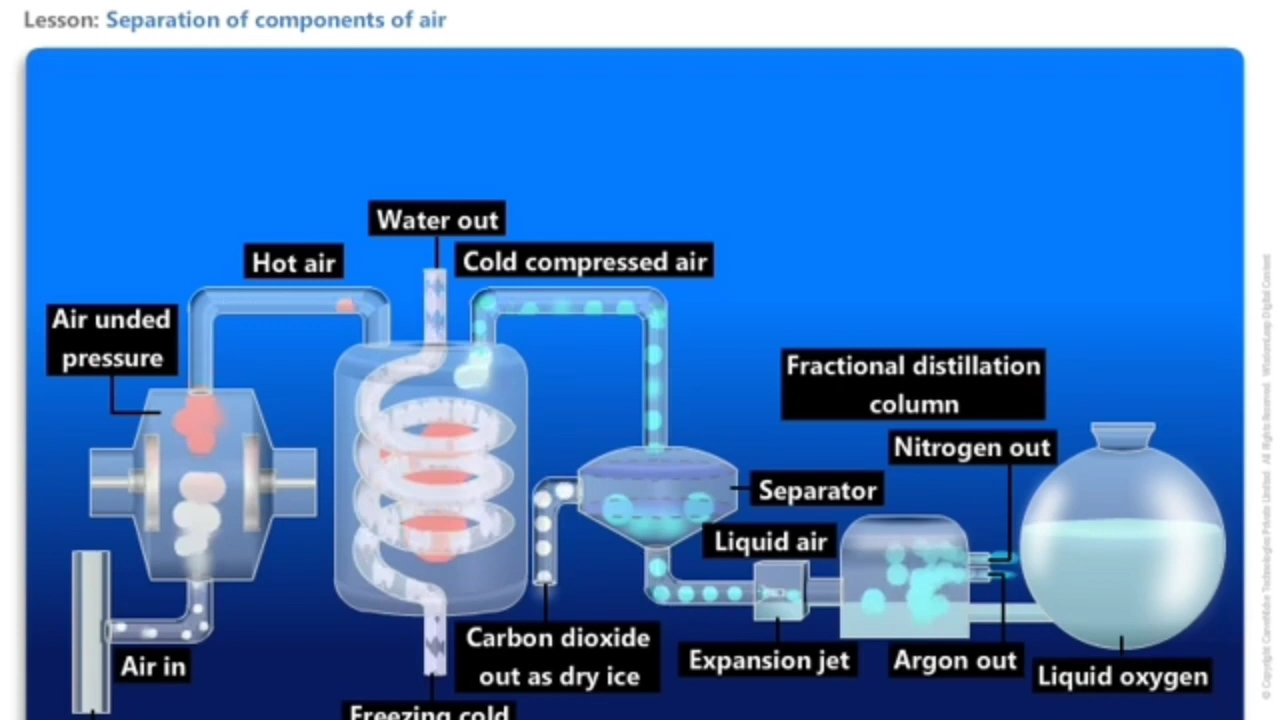 Lesson: Separation of components of air
Water out
Hot air
Cold compressed air
Air unded
pressure
Fractional distillation
column
Nitrogen out
Separator
Liquid air
Carbon dioxide
out as dry ice
Expansion jet
Argon out
Liquid oxygen
Air in
Freezing cold